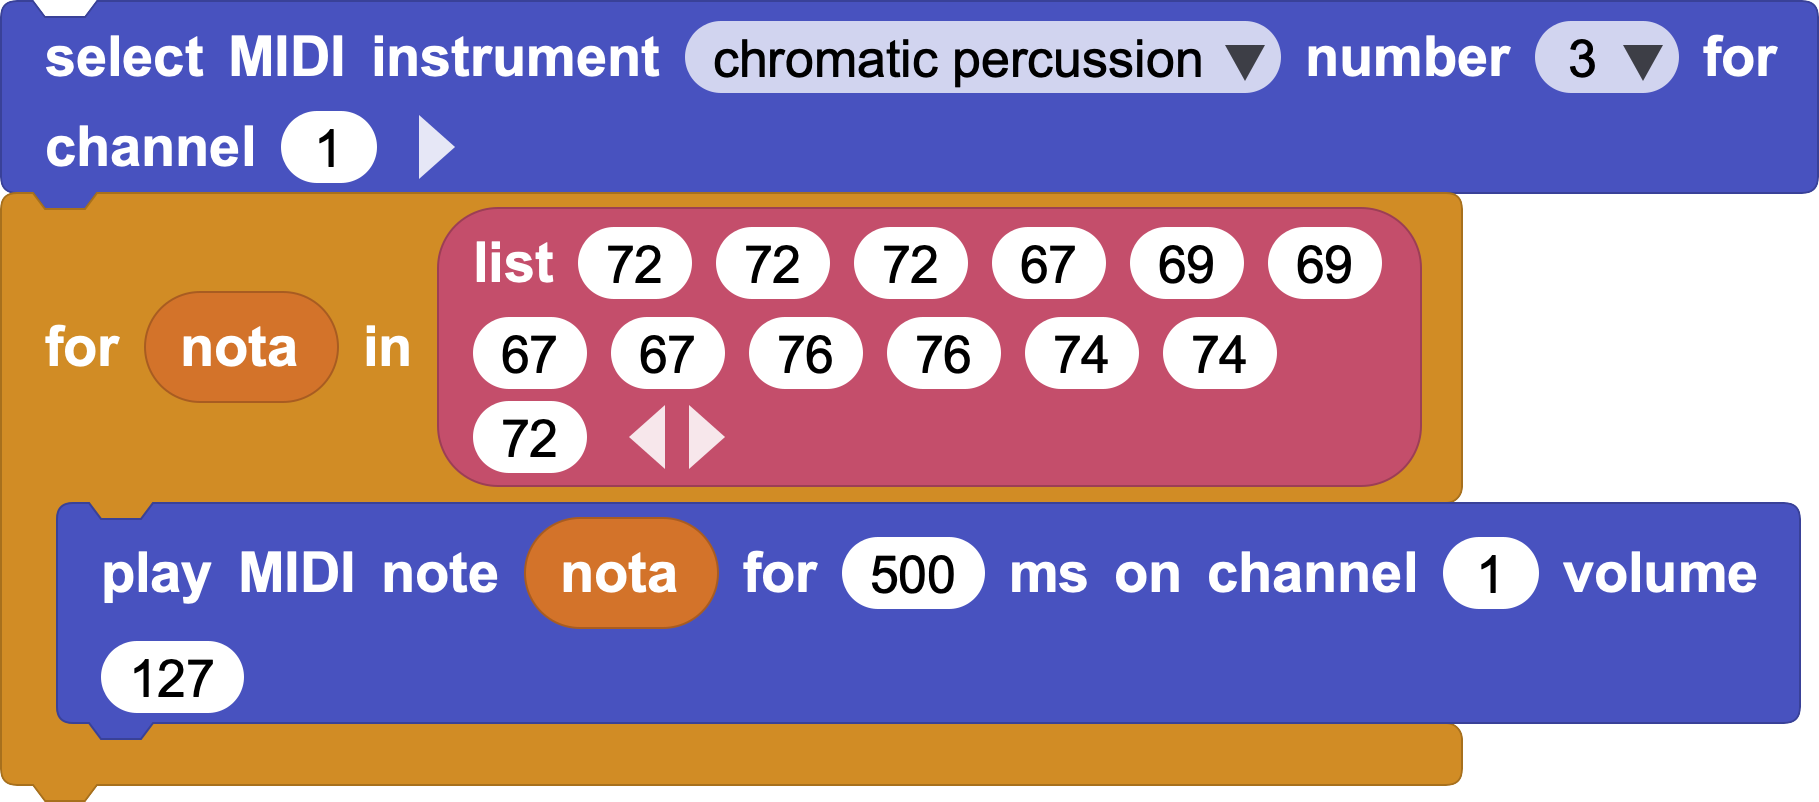 select MIDI instrument chromatic percussion number 3 for
channel 1
list 72 72 72 67 69 69
for nota in 67 67 76 76 74 74
72
play MIDI note nota for 500 ms on channel 1 volume
127